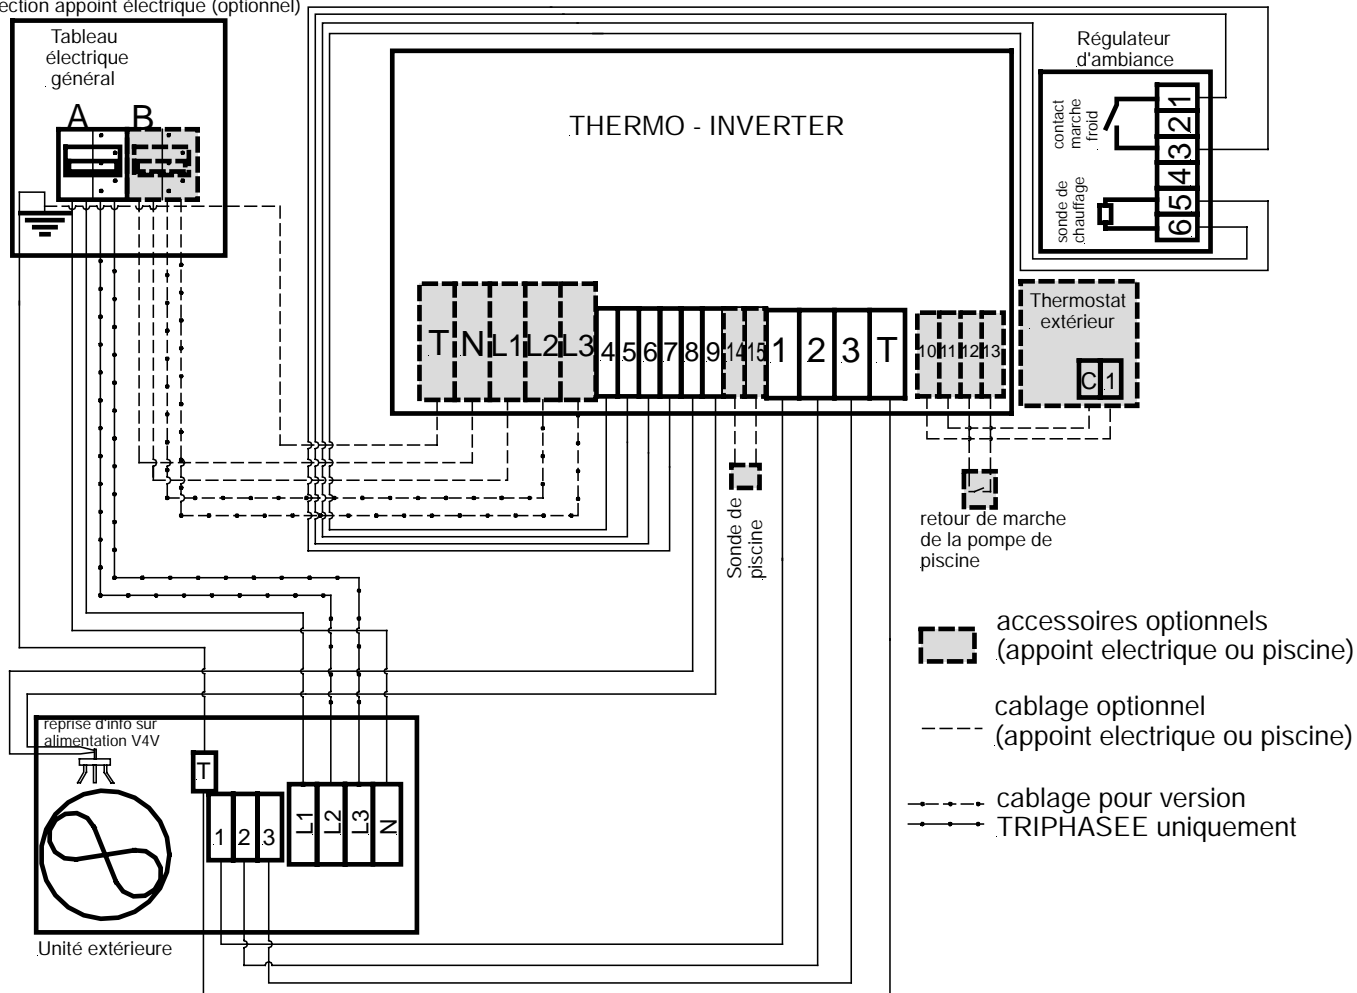 ection appoint électrique (optionnel)
Tableau
électrique
général
A
B
THERMO - INVERTER
Régulateur
d'ambiance
contact
marche
froid
sonde de
chauffage
1
2
3
4
5
6
Thermostat
extérieur
C 1
T N L1 L2 L3 4 5 6 7 8 9 14 15 1 2 3 T
10 11 12 13
Sonde de
piscine
retour de marche
de la pompe de
piscine
accessoires optionnels
(appoint electrique ou piscine)
cablage optionnel
(appoint electrique ou piscine)
cablage pour version
TRIPHASEE uniquement
reprise d'info sur
alimentation V4V
T
1 2 3
L1 L2 L3 N
Unité extérieure